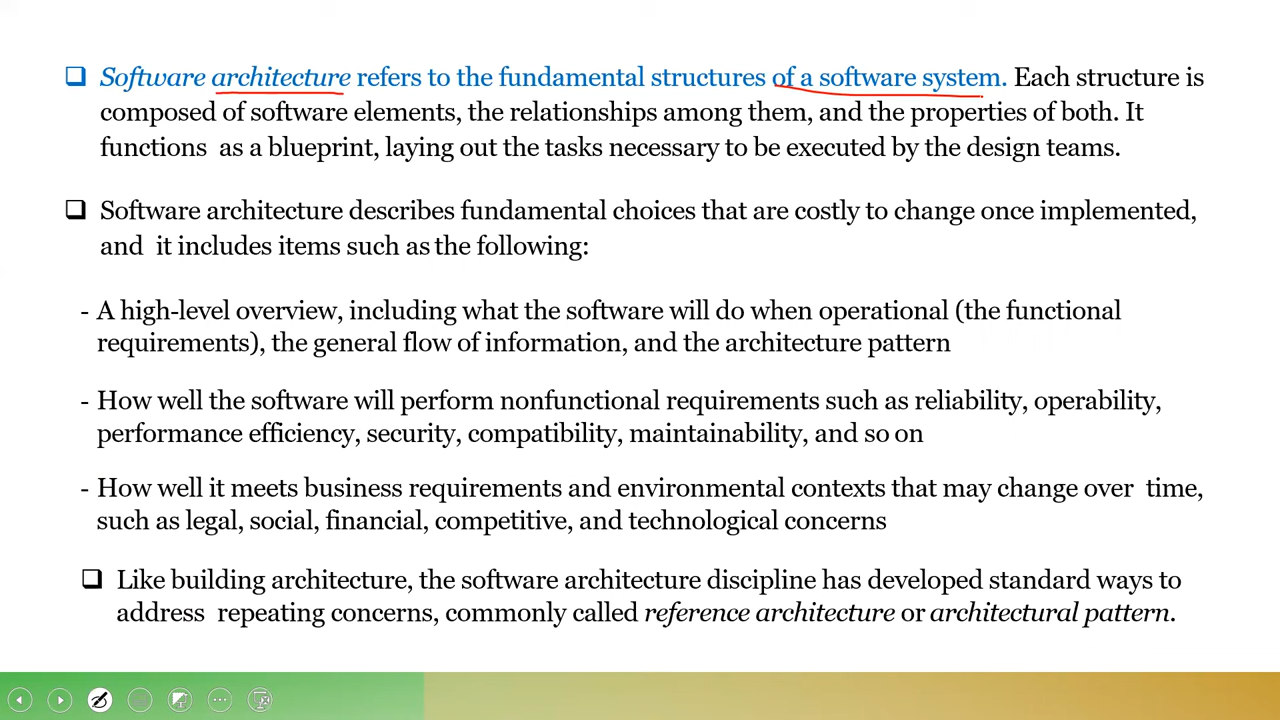 ❑ Software architecture refers to the fundamental structures of a software system. Each structure is
composed of software elements, the relationships among them, and the properties of both. It
functions as a blueprint, laying out the tasks necessary to be executed by the design teams.
❑ Software architecture describes fundamental choices that are costly to change once implemented,
and it includes items such as the following:
- A high-level overview, including what the software will do when operational (the functional
requirements), the general flow of information, and the architecture pattern
- How well the software will perform nonfunctional requirements such as reliability, operability,
performance efficiency, security, compatibility, maintainability, and so on
- How well it meets business requirements and environmental contexts that may change over time,
such as legal, social, financial, competitive, and technological concerns
❑ Like building architecture, the software architecture discipline has developed standard ways to
address repeating concerns, commonly called reference architecture or architectural pattern.